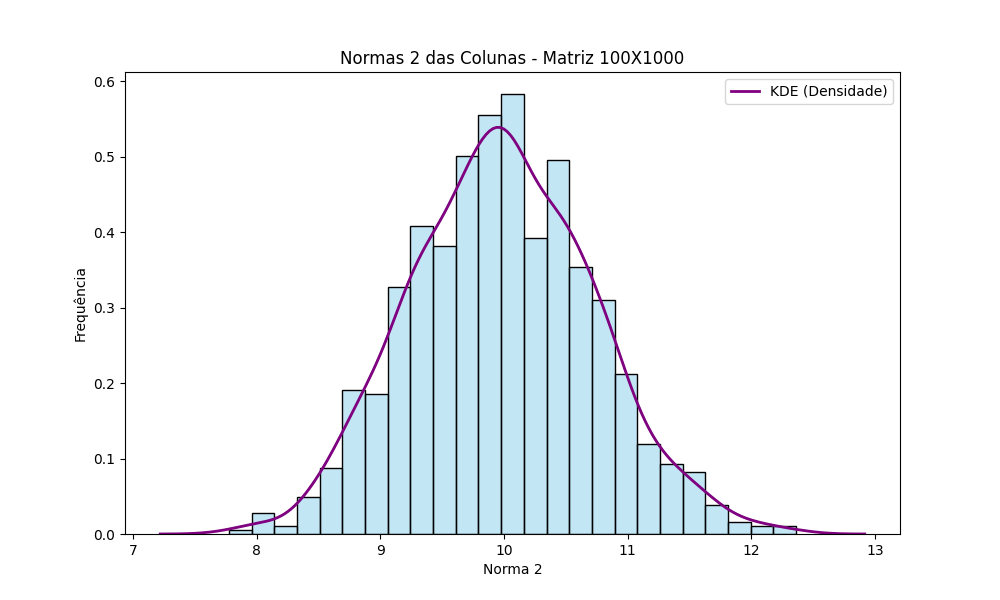 Normas 2 das Colunas - Matriz 100X1000
KDE (Densidade)
Frequência
0.6
0.5
0.4
0.3
0.2
0.1
0.0
7 8 9 10 11 12 13
Norma 2